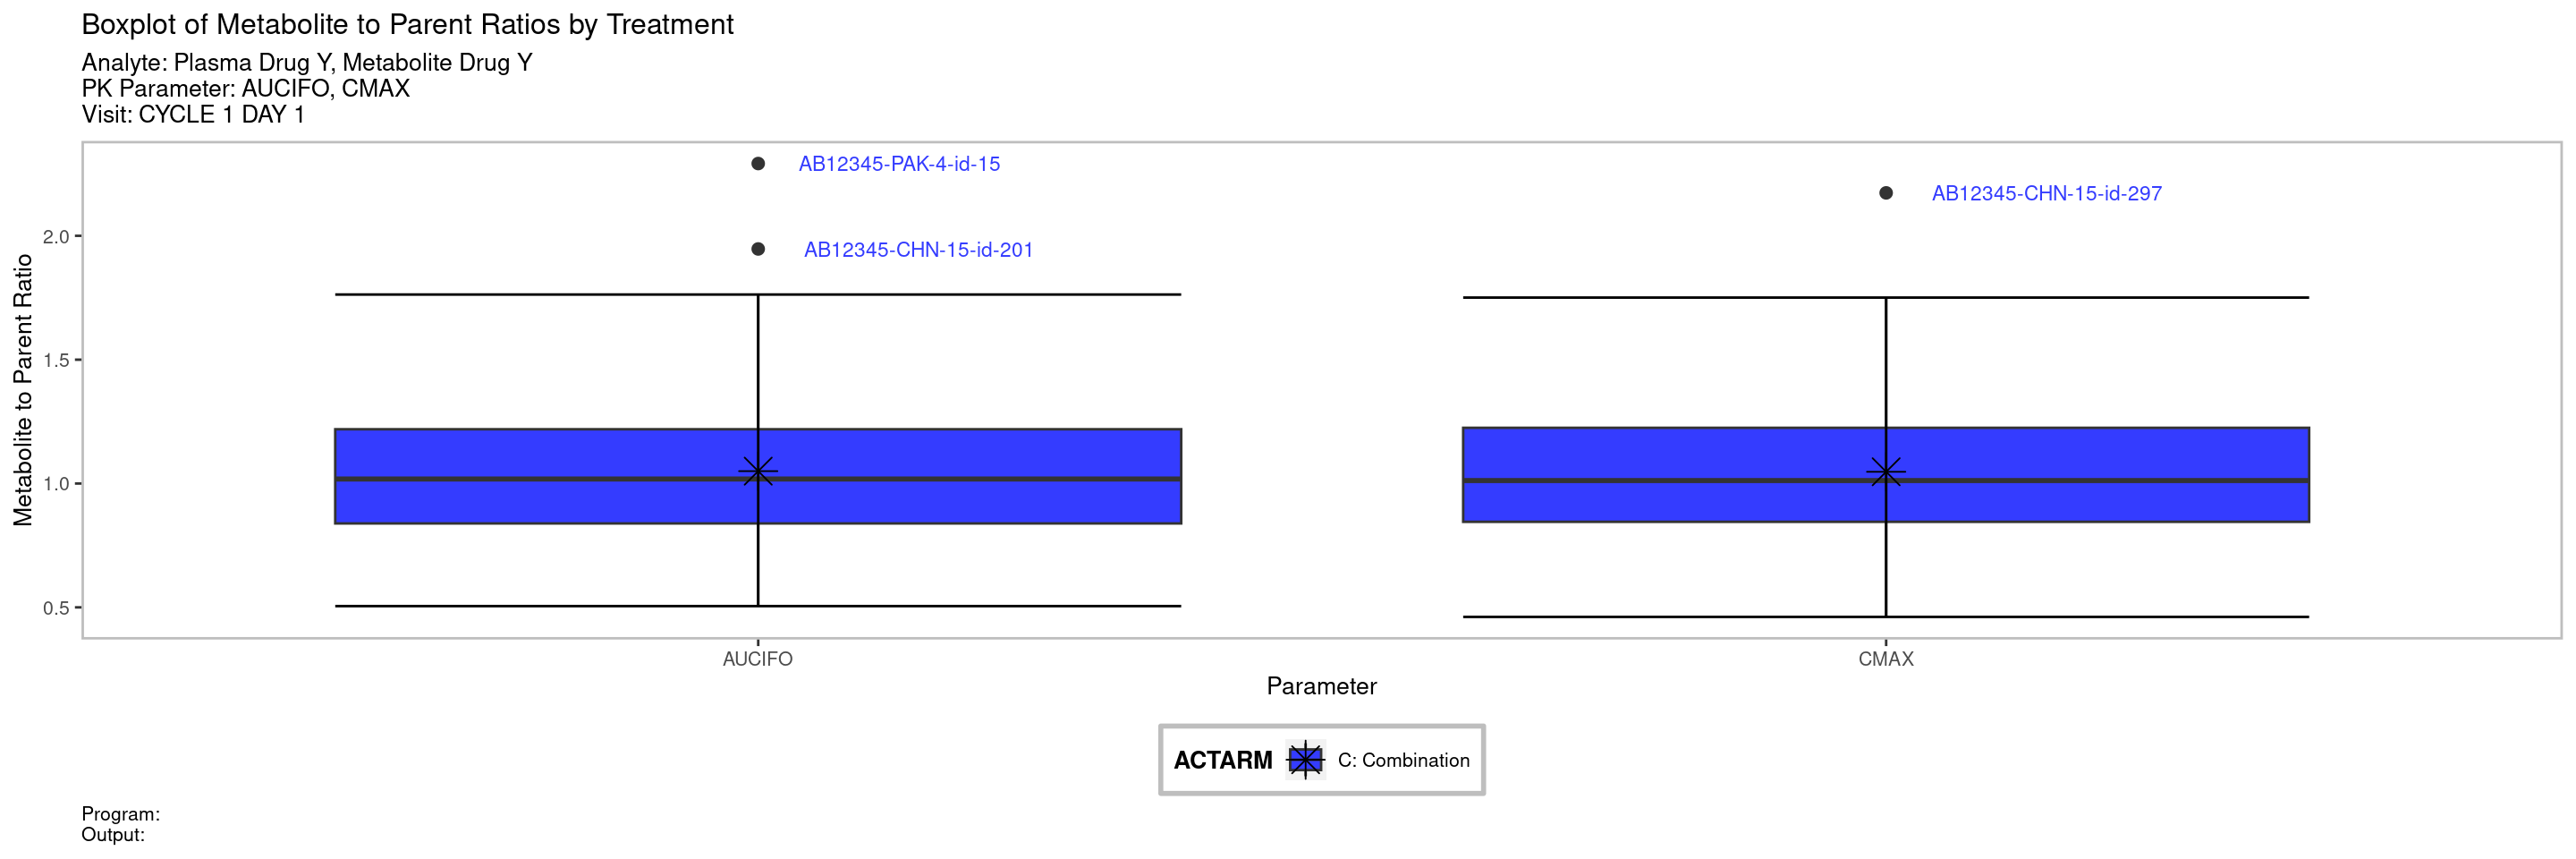 Boxplot of Metabolite to Parent Ratios by Treatment
Analyte: Plasma Drug Y, Metabolite Drug Y
PK Parameter: AUCIFO, CMAX
Visit: CYCLE 1 DAY 1
Metabolite to Parent Ratio
2.0
1.5
1.0
0.5
AB12345-PAK-4-id-15
AB12345-CHN-15-id-297
AB12345-CHN-15-id-201
AUCIFO
CMAX
Parameter
ACTARM
C: Combination
Program:
Output: